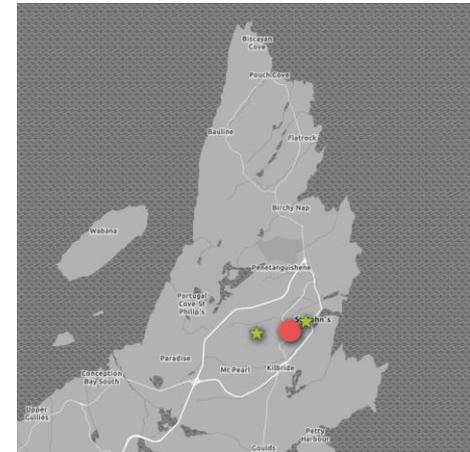 Biscayan
Cove
Pouch Cove
Bauline
Flatrock
Birchy Nap
Wabana
Penetanguishene
Portugal
Cove-St
Philip's
St John's
Paradise
Mt Pearl
Kilbride
Conception
Bay South
Upper
Gullies
Petty
Harbour
Goulds